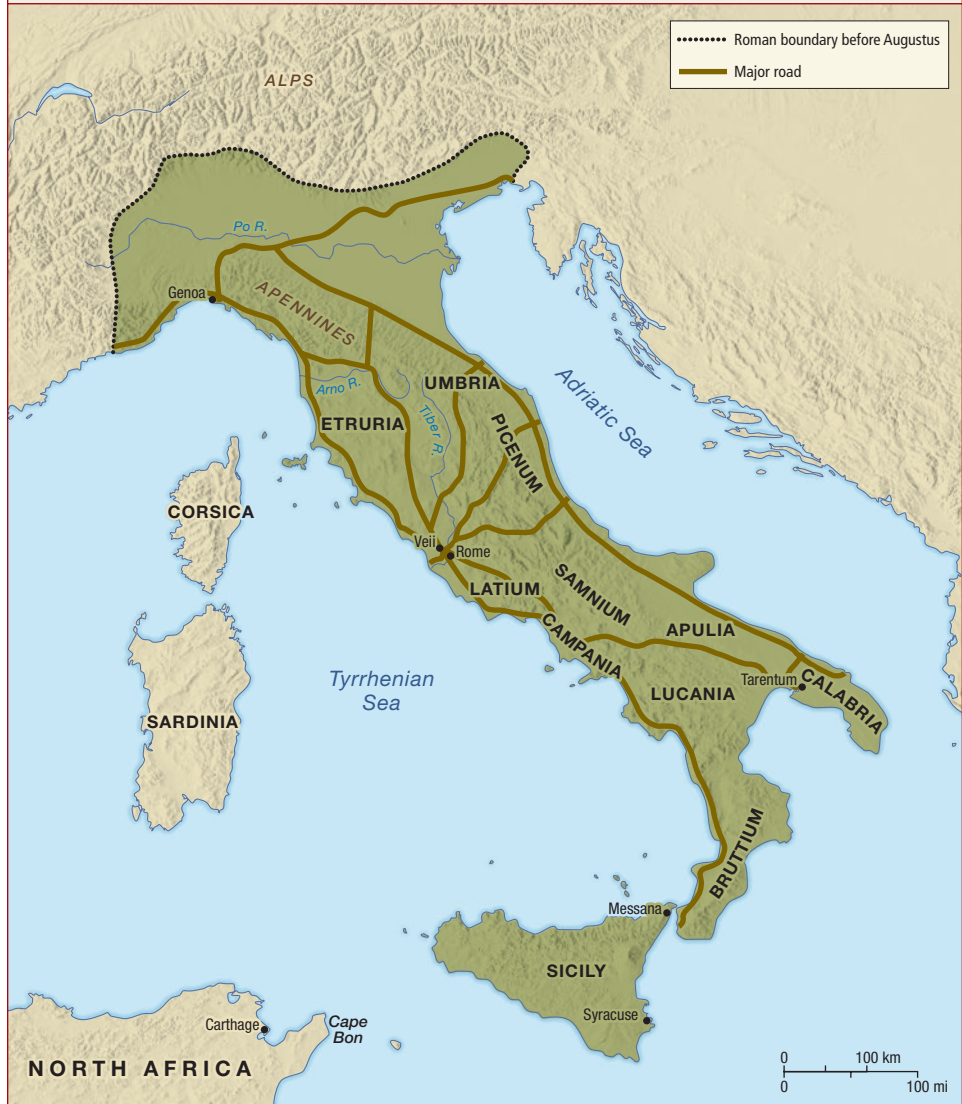 Roman boundary before Augustus
Major road
ALPS
Po R.
Genoa
APENNINES
Arno R.
UMBRIA
Adriatic Sea
ETRURIA
Tiber R.
PICENUM
CORSICA
Veii
Rome
LATIUM
SAMNIUM
CAMPANIA
APULIA
Tyrrhenian
Sea
Tarentum
CALABRIA
LUCANIA
SARDINIA
BRUTTIUM
Messana
SICILY
Syracuse
Carthage
Cape
Bon
NORTH AFRICA
0 100 km
0 100 mi